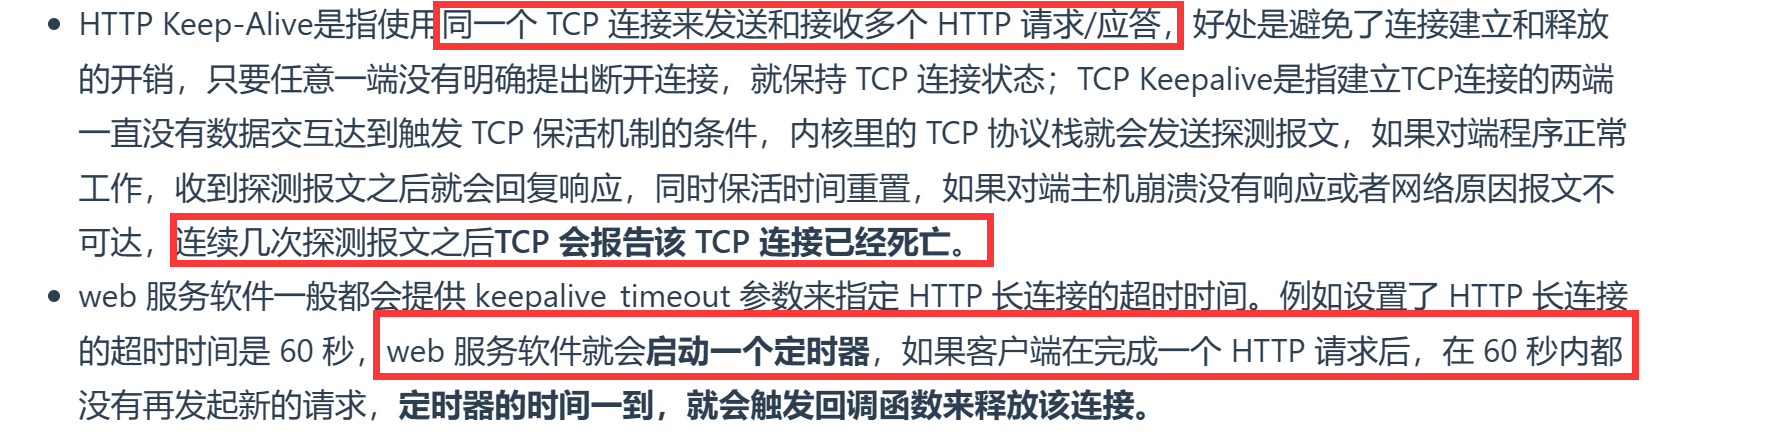 HTTP Keep-Alive是指使用同一个 TCP 连接来发送和接收多个 HTTP 请求/应答，好处是避免了连接建立和释放
的开销，只要任意一端没有明确提出断开连接，就保持 TCP 连接状态；TCP Keepalive是指建立TCP连接的两端
一直没有数据交互达到触发 TCP 保活机制的条件，内核里的 TCP 协议栈就会发送探测报文，如果对端程序正常
工作，收到探测报文之后就会回复响应，同时保活时间重置，如果对端主机崩溃没有响应或者网络原因报文不
可达，连续几次探测报文之后TCP 会报告该 TCP 连接已经死亡。
web 服务软件一般都会提供 keepalive_timeout 参数来指定 HTTP 长连接的超时时间。例如设置了 HTTP 长连接
的超时时间是 60 秒，web 服务软件就会启动一个定时器，如果客户端在完成一个 HTTP 请求后，在 60 秒内都
没有再发起新的请求，定时器的时间一到，就会触发回调函数来释放该连接。